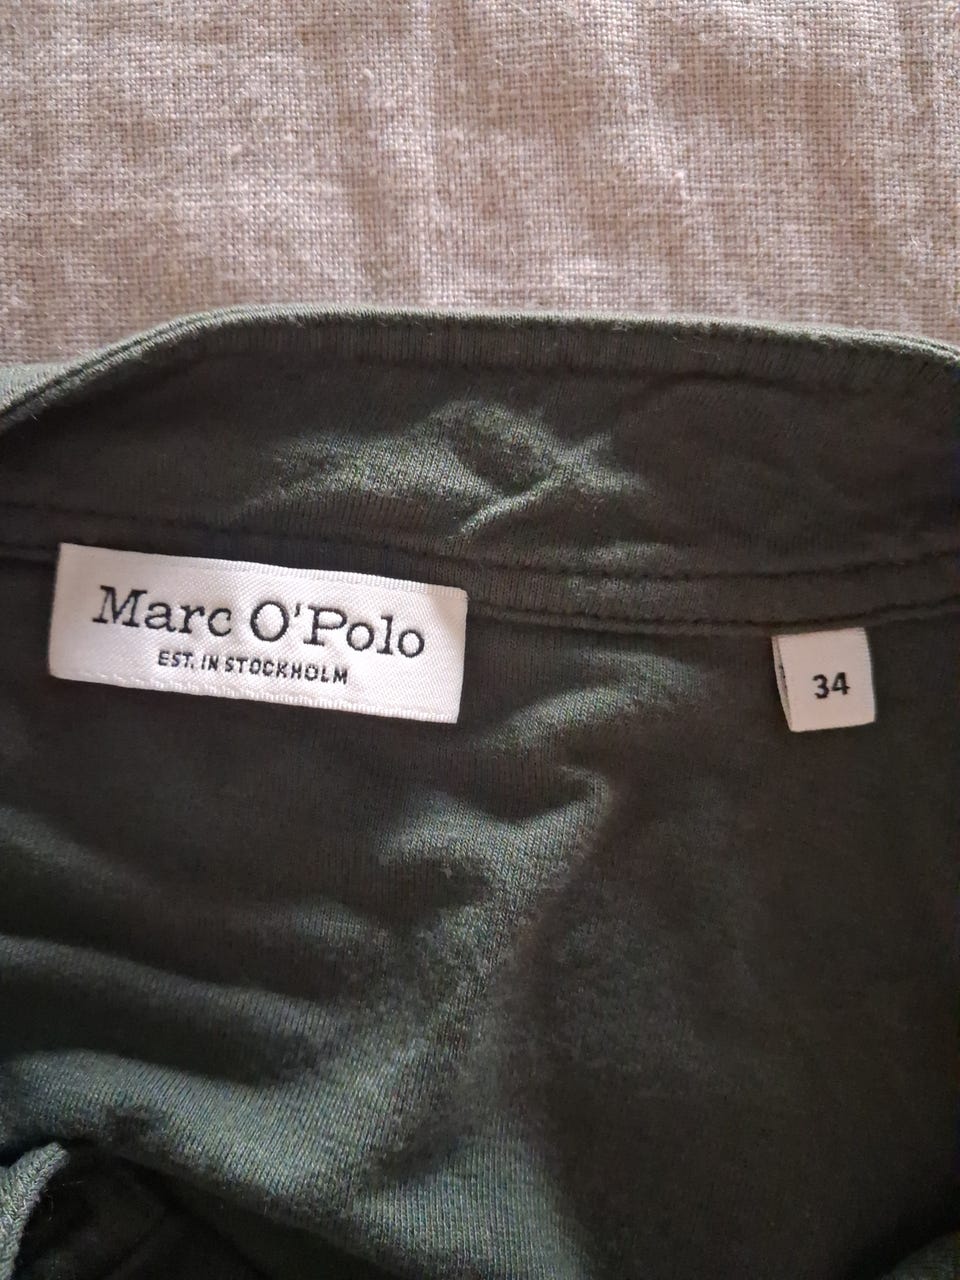 Marc O'Polo
EST. IN STOCKHOLM
34